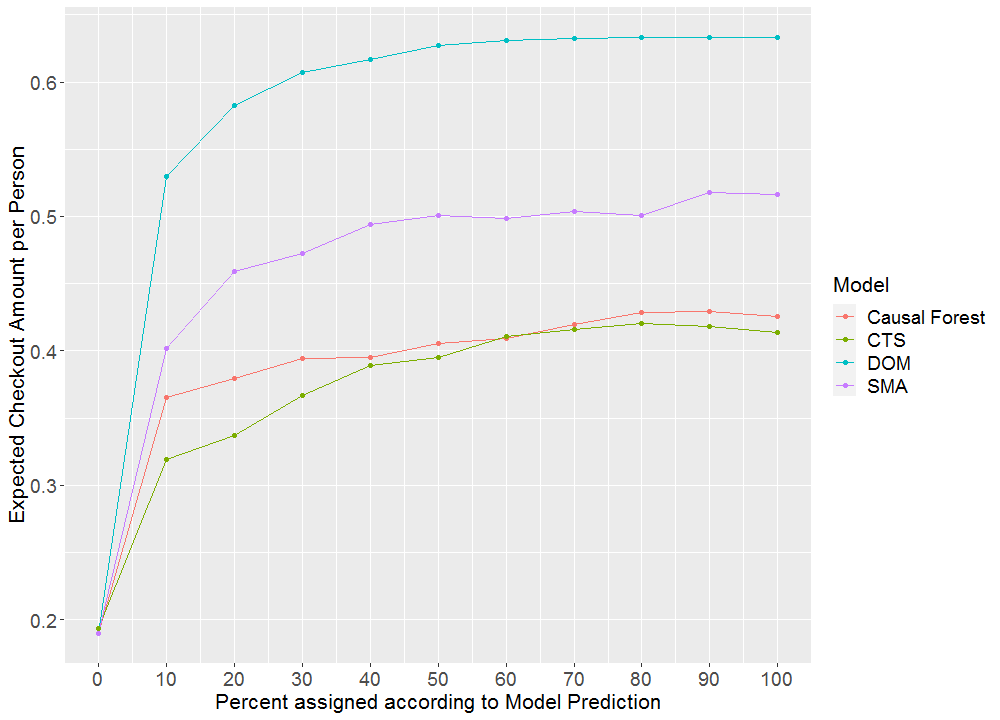 Expected Checkout Amount per Person
0.6
0.5
0.4
0.3
0.2
0 10 20 30 40 50 60 70 80 90 100
Percent assigned according to Model Prediction
Model
Causal Forest
CTS
DOM
SMA